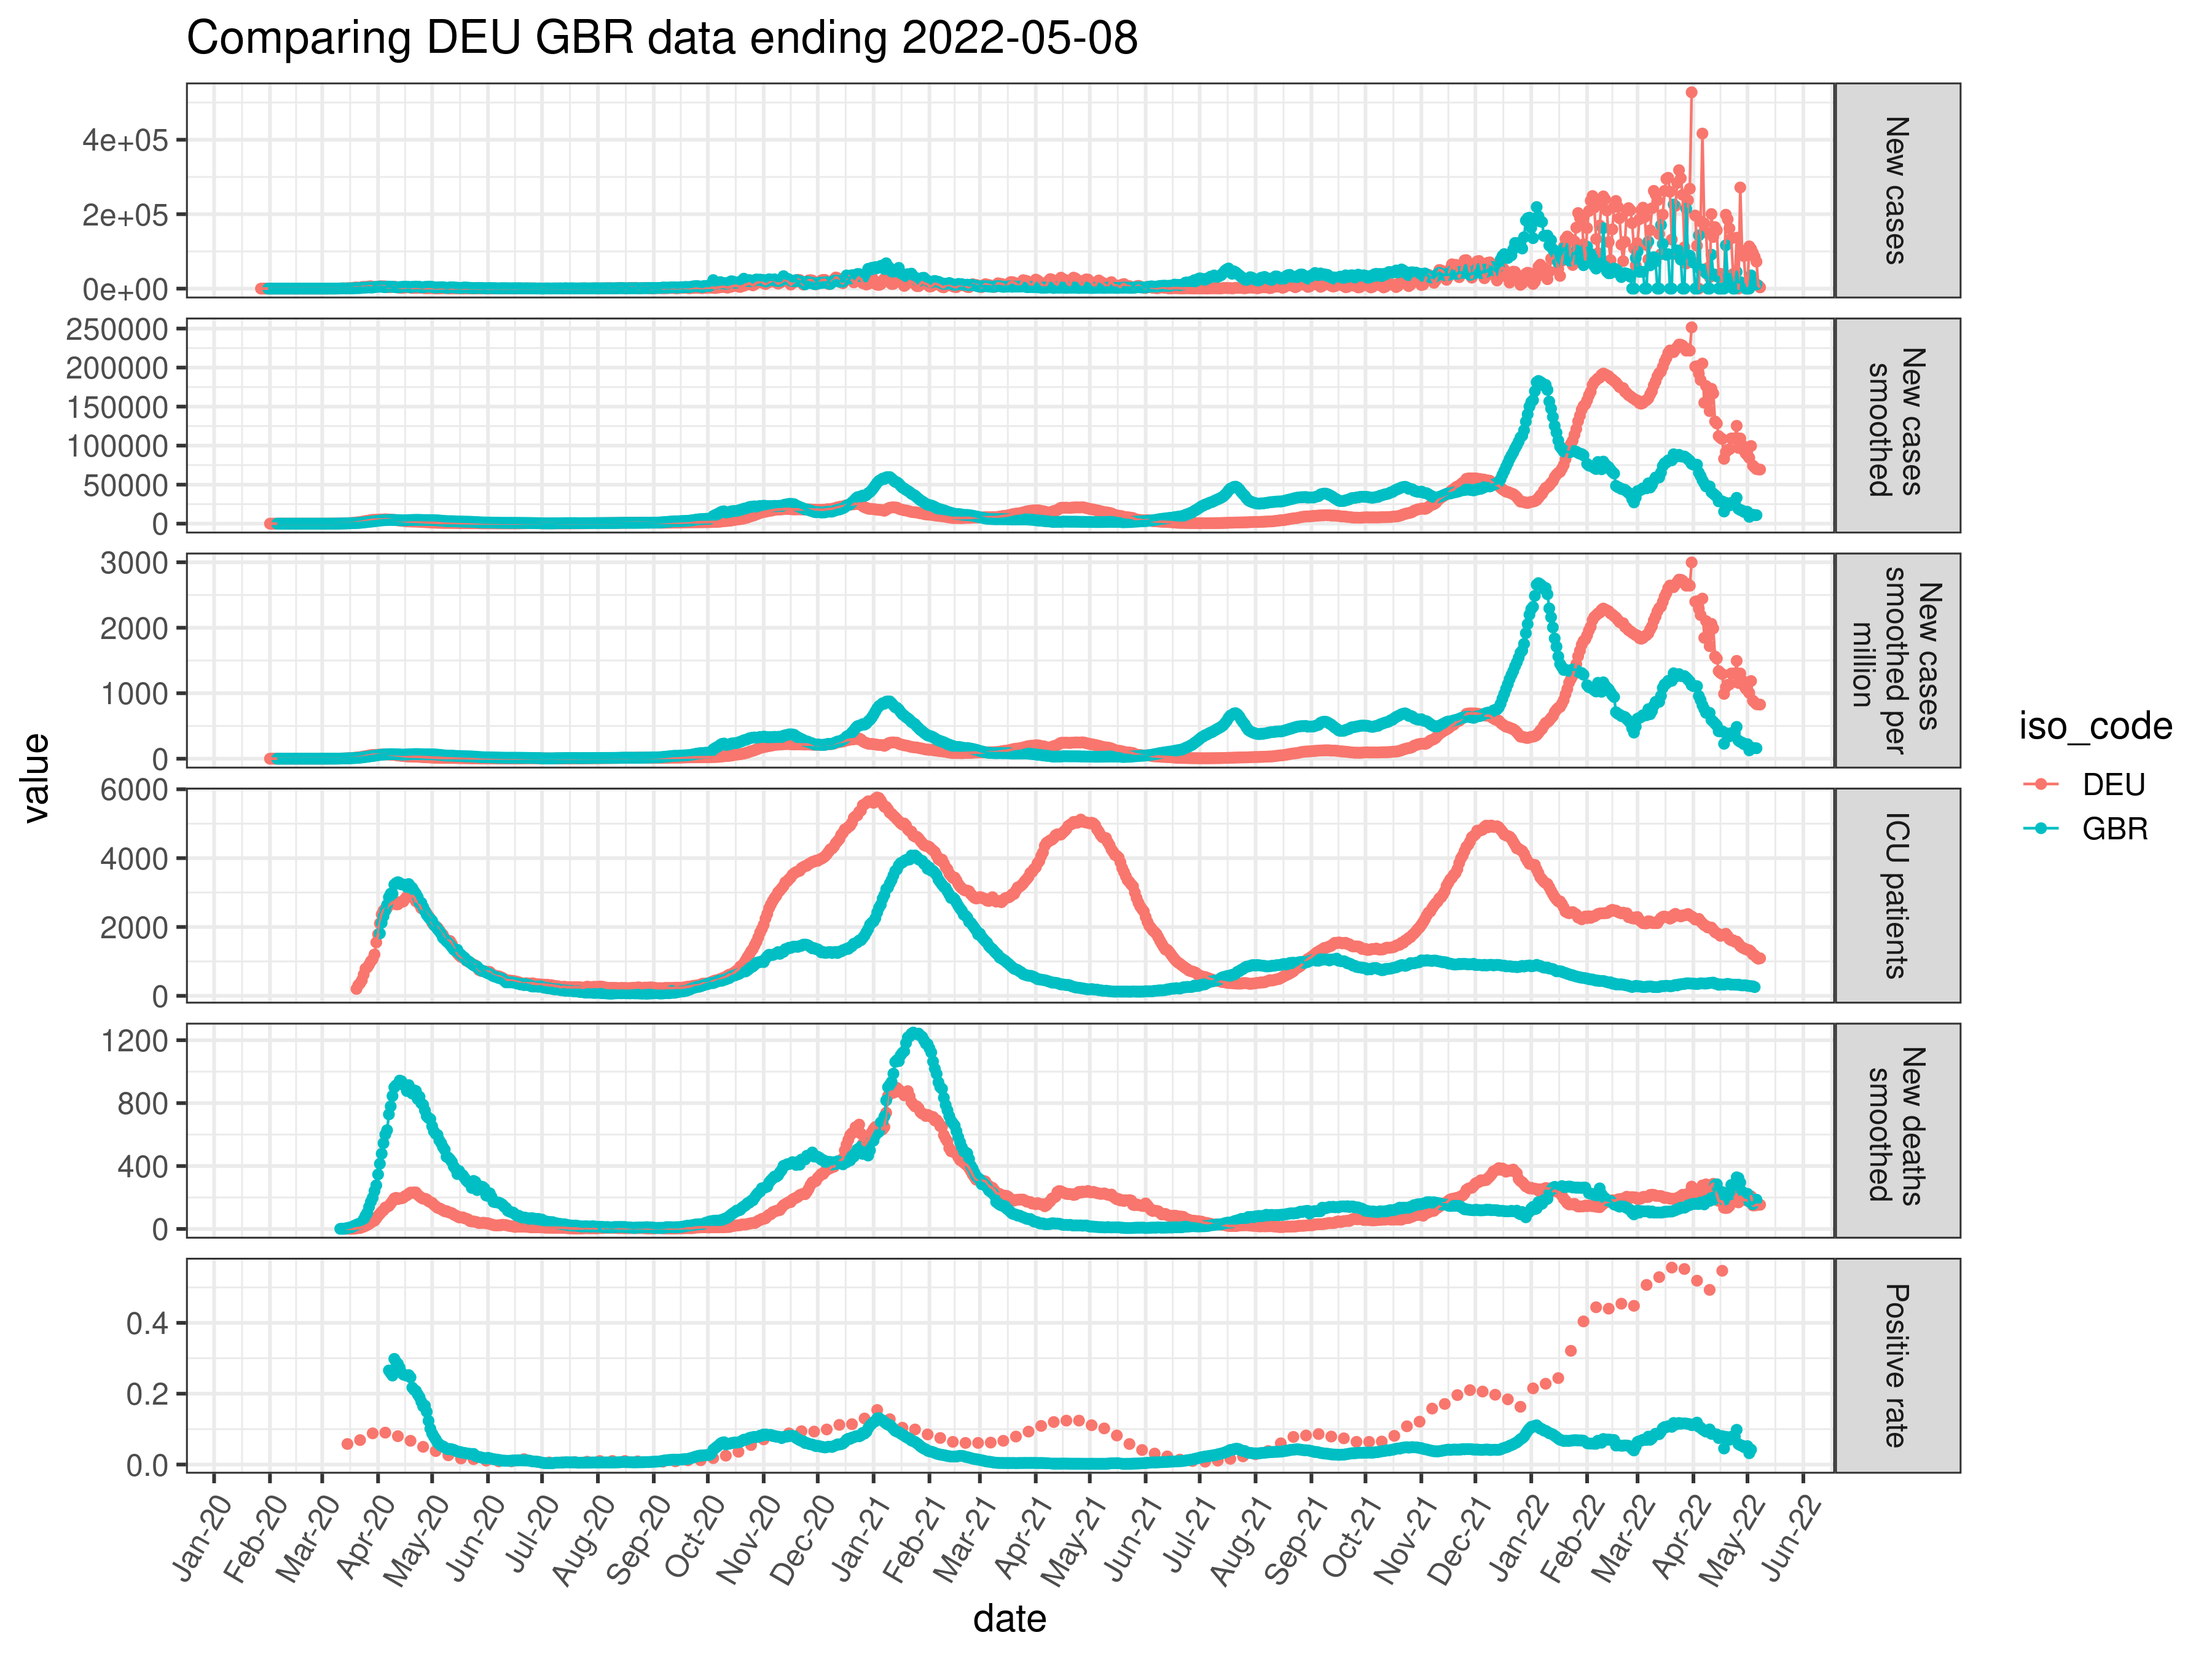 Comparing DEU GBR data ending 2022-05-08
4e+05
2e+05
0e+00
New cases
250000
200000
150000
100000
50000
0
New cases
smoothed
3000
2000
1000
0
New cases
smoothed per
million
6000
4000
2000
0
ICU patients
1200
800
400
0
New deaths
smoothed
0.4
0.2
0.0
Positive rate
value
Jan-20
Feb-20
Mar-20
Apr-20
May-20
Jun-20
Jul-20
Aug-20
Sep-20
Oct-20
Nov-20
Dec-20
Jan-21
Feb-21
Mar-21
Apr-21
May-21
Jun-21
Jul-21
Aug-21
Sep-21
Oct-21
Nov-21
Dec-21
Jan-22
Feb-22
Mar-22
Apr-22
May-22
Jun-22
date
iso_code
DEU
GBR